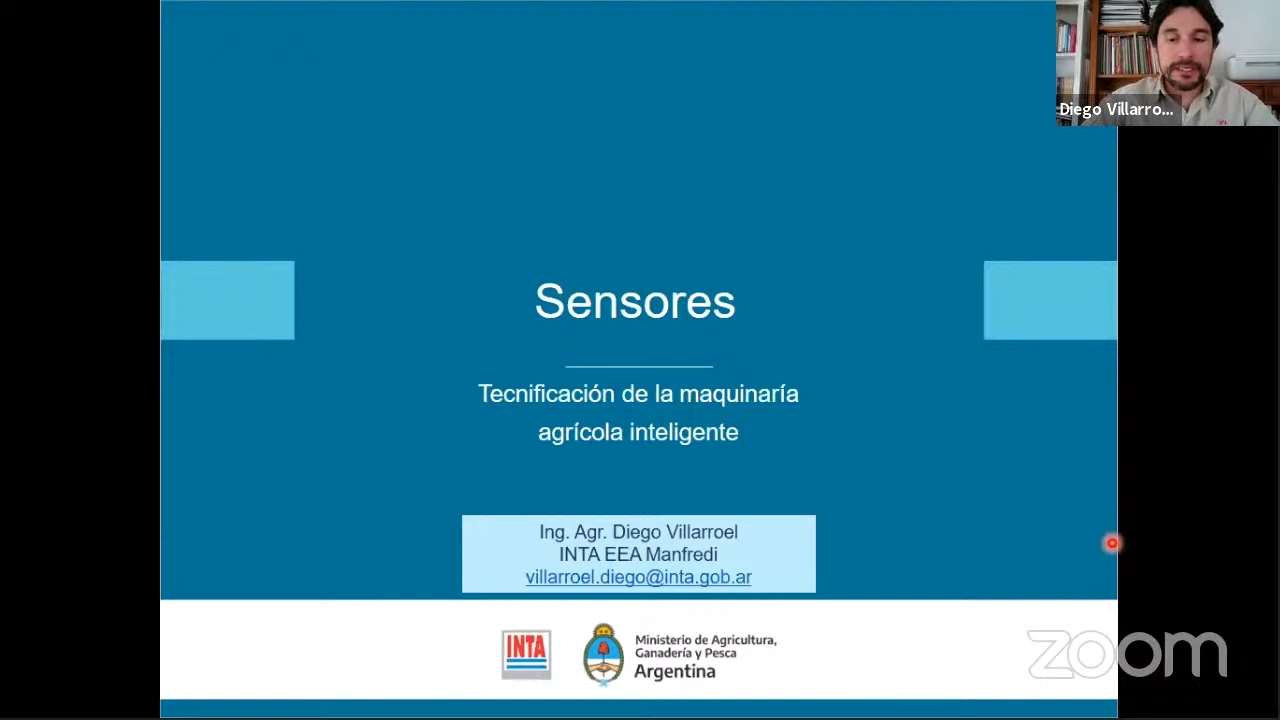 Diego Villarro...
Sensores
Tecnificación de la maquinaría
agrícola inteligente
Ing. Agr. Diego Villarroel
INTA EEA Manfredi
villarroel.diego@inta.gob.ar
INTA
Ministerio de Agricultura,
Ganadería y Pesca
Argentina
zoom